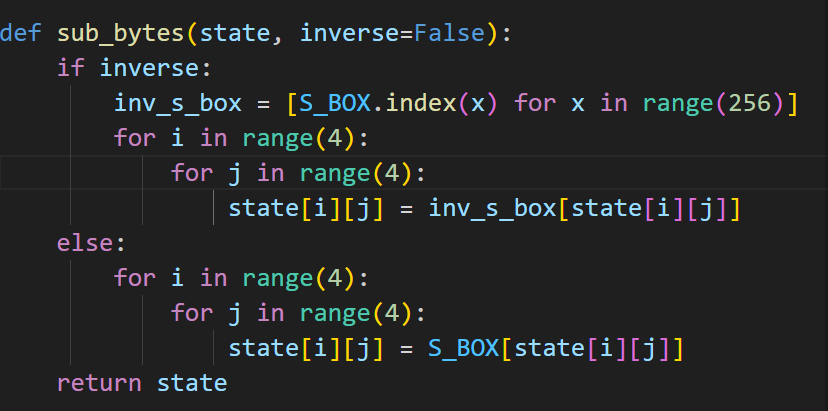 def sub_bytes(state, inverse=False):
    if inverse:
        inv_s_box = [S_BOX.index(x) for x in range(256)]
        for i in range(4):
            for j in range(4):
                state[i][j] = inv_s_box[state[i][j]]
    else:
        for i in range(4):
            for j in range(4):
                state[i][j] = S_BOX[state[i][j]]
    return state